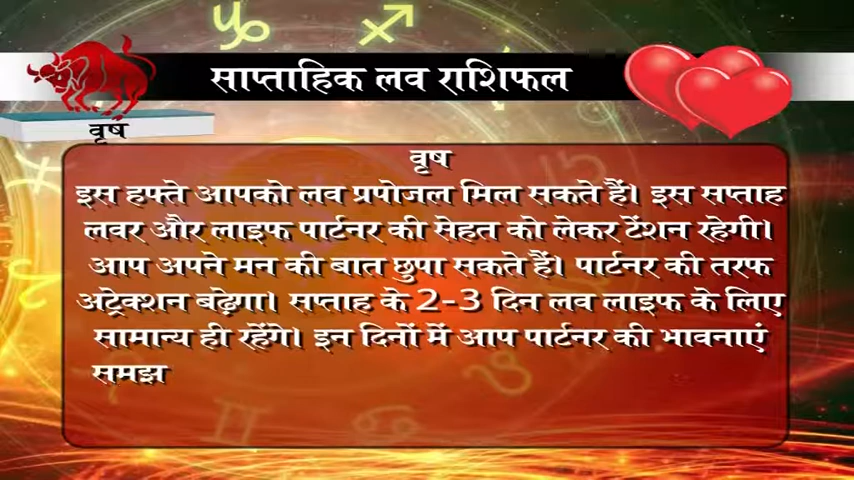 साप्ताहिक लव राशिफल
वृष
वृष
इस हफ्ते आपको लव प्रपोजल मिल सकते हैं। इस सप्ताह
लवर और लाइफ पार्टनर की सेहत को लेकर टेंशन रहेगी।
आप अपने मन की बात छुपा सकते हैं। पार्टनर की तरफ
अट्रेक्शन बढ़ेगा। सप्ताह के 2-3 दिन लव लाइफ के लिए
सामान्य ही रहेंगे। इन दिनों में आप पार्टनर की भावनाएं
समझ